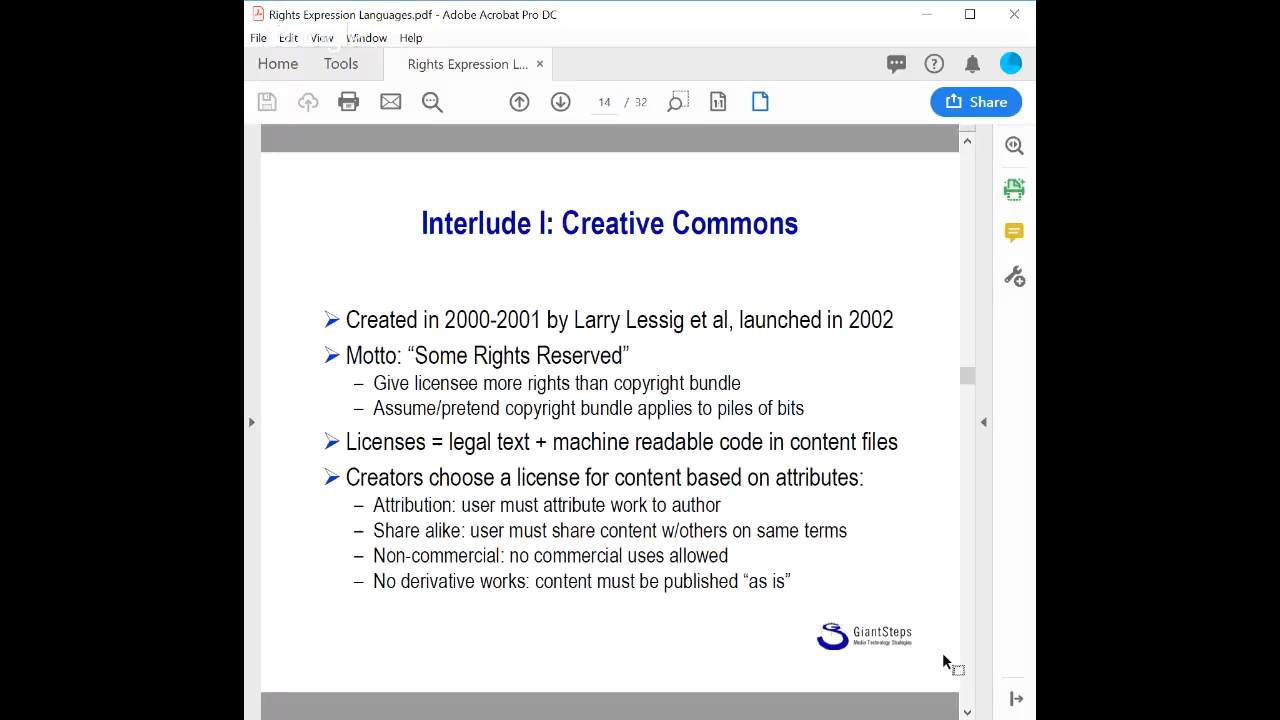 Rights Expression Languages.pdf - Adobe Acrobat Pro DC
File Edit View Window Help
Home Tools Rights Expression L... ×
14 / 32
Share
Interlude I: Creative Commons
➢ Created in 2000-2001 by Larry Lessig et al, launched in 2002
➢ Motto: “Some Rights Reserved”
– Give licensee more rights than copyright bundle
– Assume/pretend copyright bundle applies to piles of bits
➢ Licenses = legal text + machine readable code in content files
➢ Creators choose a license for content based on attributes:
– Attribution: user must attribute work to author
– Share alike: user must share content w/others on same terms
– Non-commercial: no commercial uses allowed
– No derivative works: content must be published “as is”
GiantSteps
Media Technology Strategies